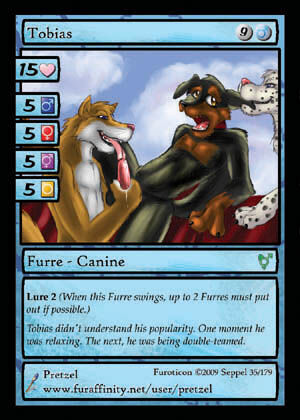 Tobias 9
15
5
5
5
5
Furre - Canine
Lure 2 (When this Furre swings, up to 2 Furres must put
out if possible.)
Tobias didn't understand his popularity. One moment he
was relaxing. The next, he was being double-teamed.
Pretzel Furoticon ©2009 Seppel 35/179
www.furaffinity.net/user/pretzel